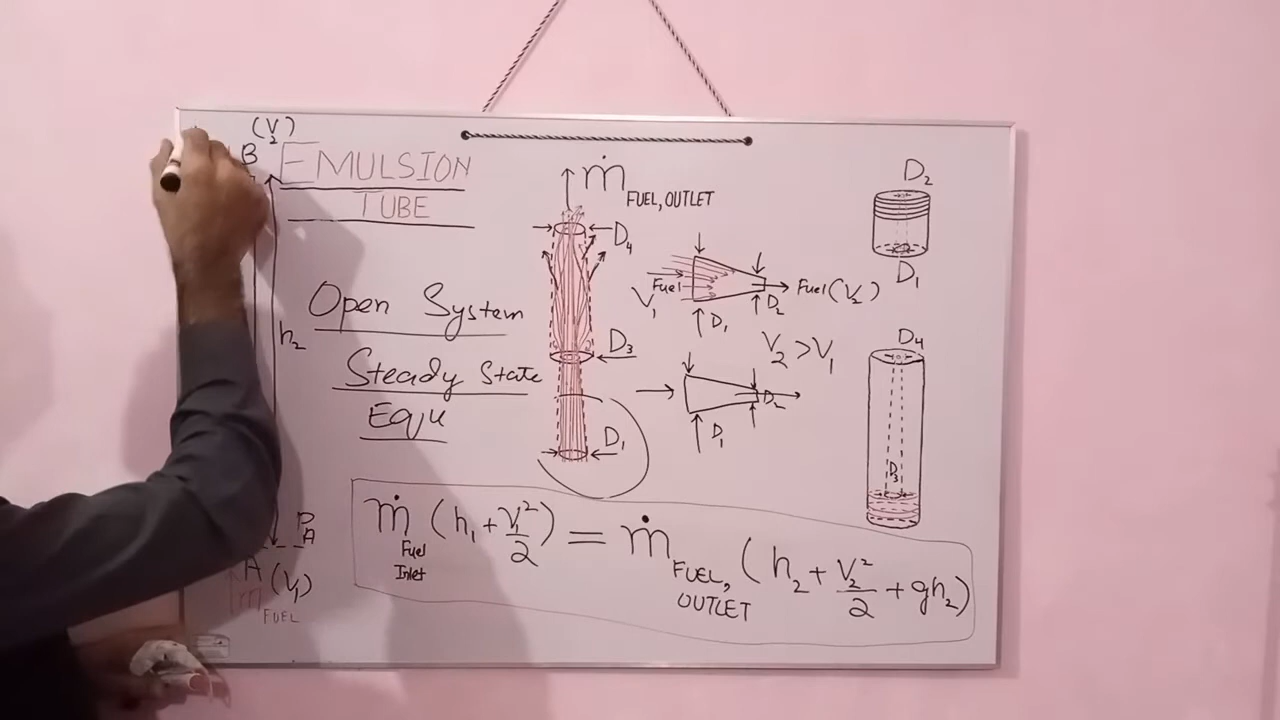 (V₂)
B
EMULSION
TUBE
h₂
Open System
Steady State
Equ
P_A
A (V₁)
ṁ
FUEL
ṁ FUEL, OUTLET
D₄
D₃
D₁
Fuel
V₁
D₁
D₂
Fuel (V₂)
V₂ > V₁
D₁
D₂
D₂
D₁
D₄
D₃
ṁ Fuel Inlet (h₁ + V₁²/2) = ṁ FUEL, OUTLET (h₂ + V₂²/2 + gh₂)